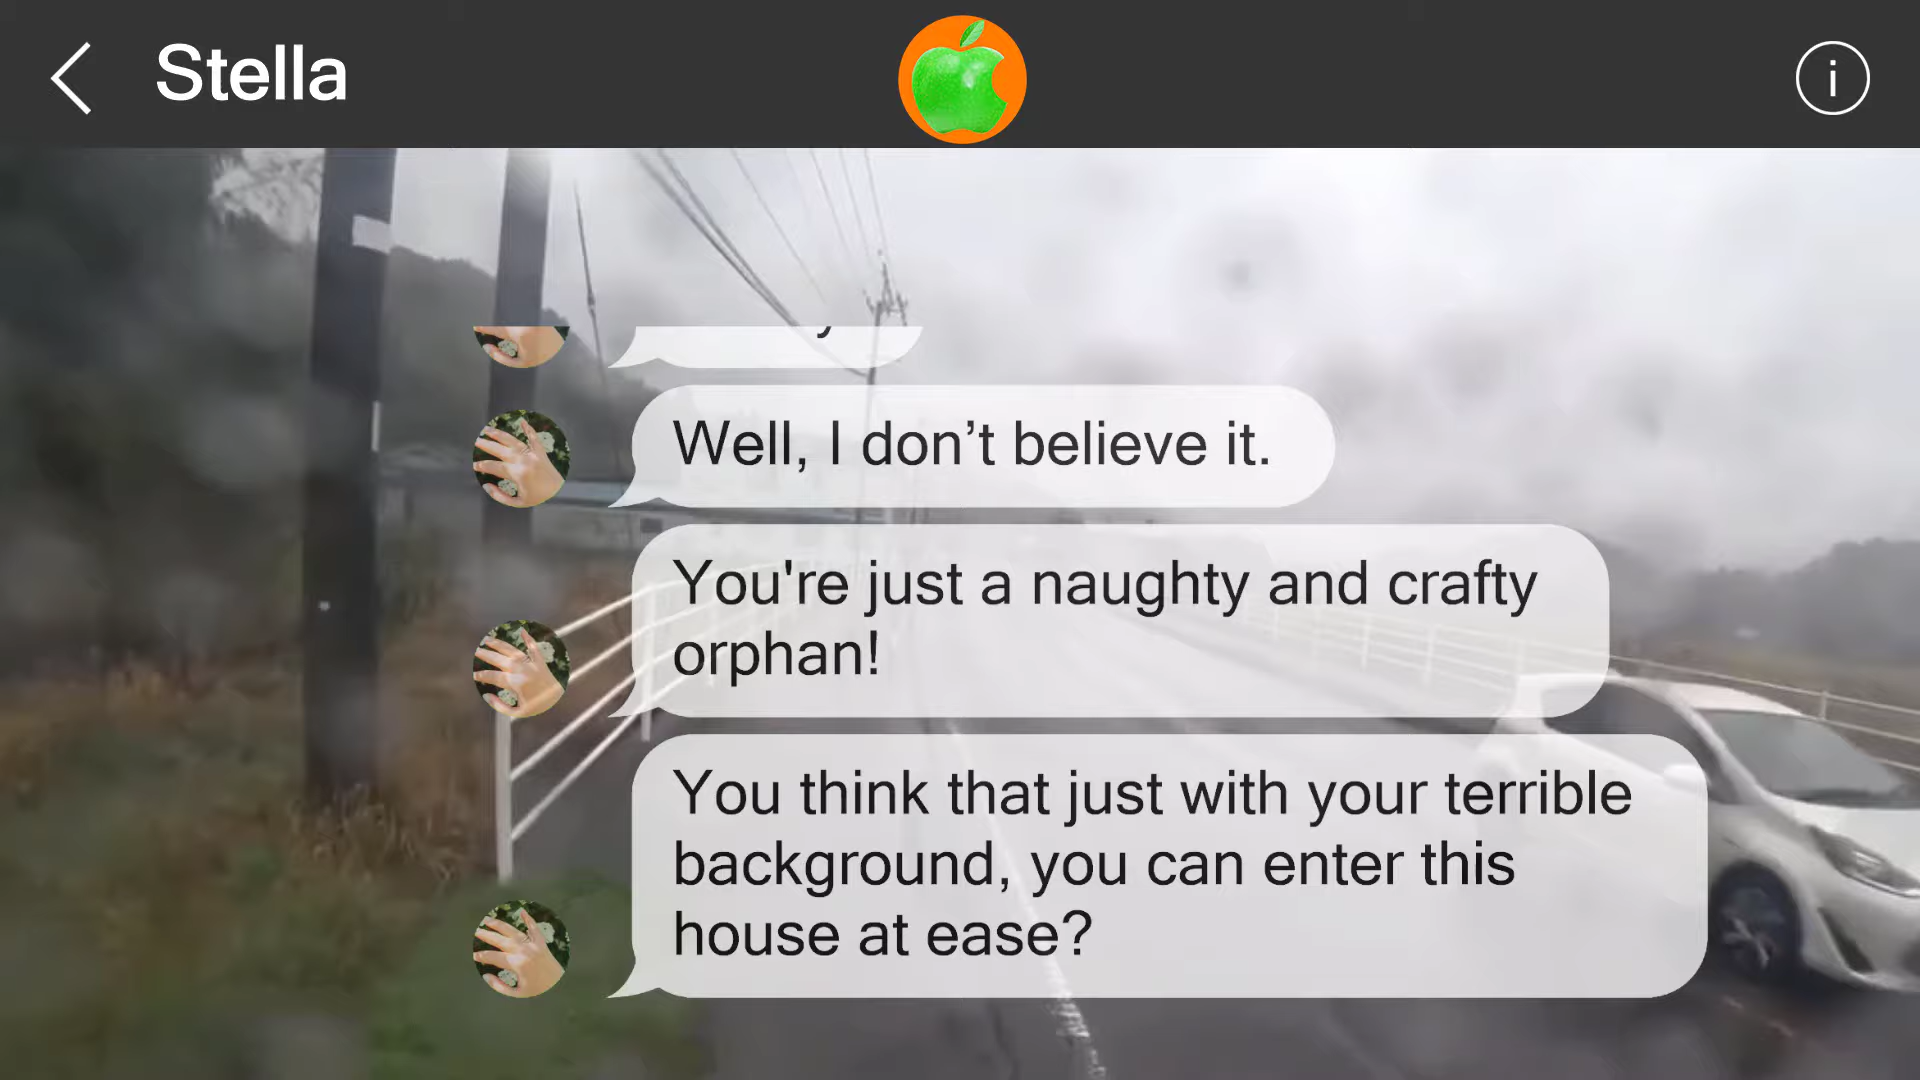 Stella
Well, I don’t believe it.
You're just a naughty and crafty
orphan!
You think that just with your terrible
background, you can enter this
house at ease?